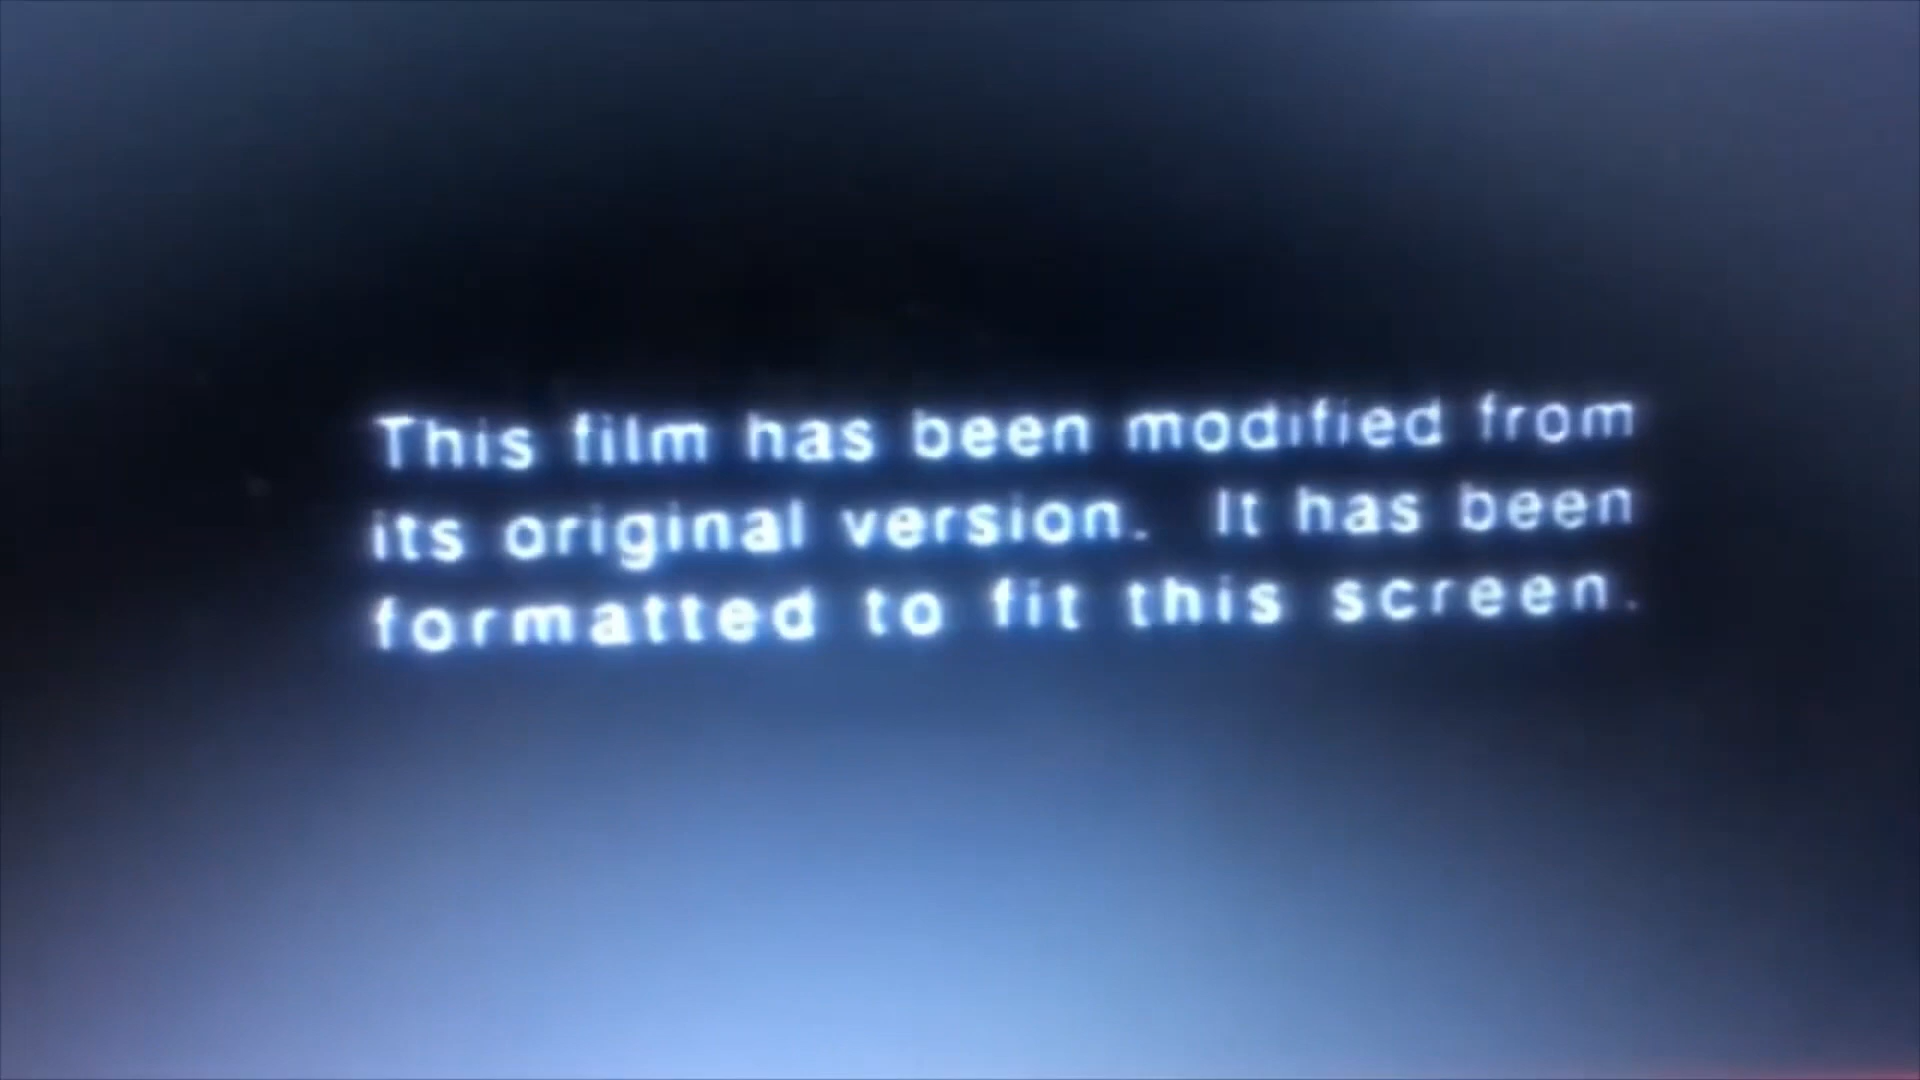 This film has been modified from
its original version.  It has been
formatted to fit this screen.